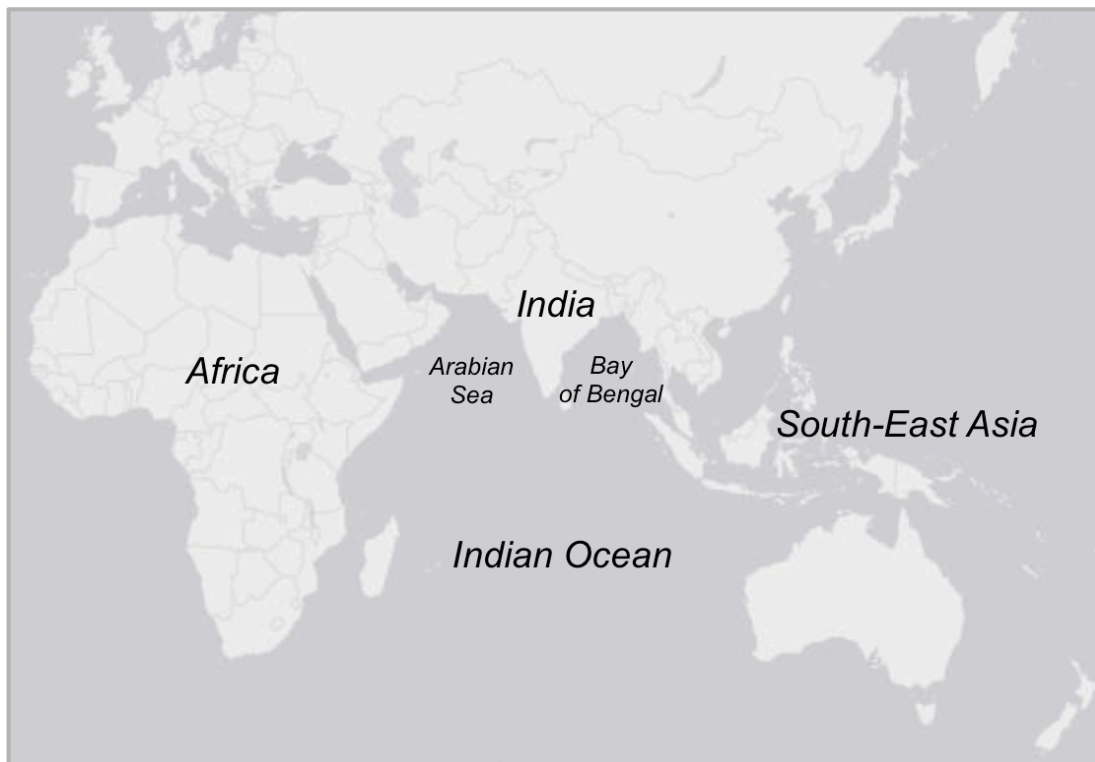 India
Africa
Arabian
Sea
Bay
of Bengal
South-East Asia
Indian Ocean